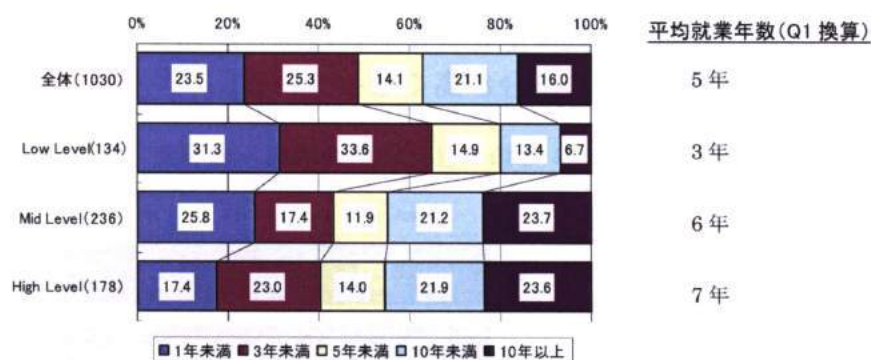 0% 20% 40% 60% 80% 100%
平均就業年数(Q1 換算)
全体(1030) 23.5 25.3 14.1 21.1 16.0 5 年
Low Level(134) 31.3 33.6 14.9 13.4 6.7 3 年
Mid Level(236) 25.8 17.4 11.9 21.2 23.7 6 年
High Level(178) 17.4 23.0 14.0 21.9 23.6 7 年
1年未満 3年未満 5年未満 10年未満 10年以上